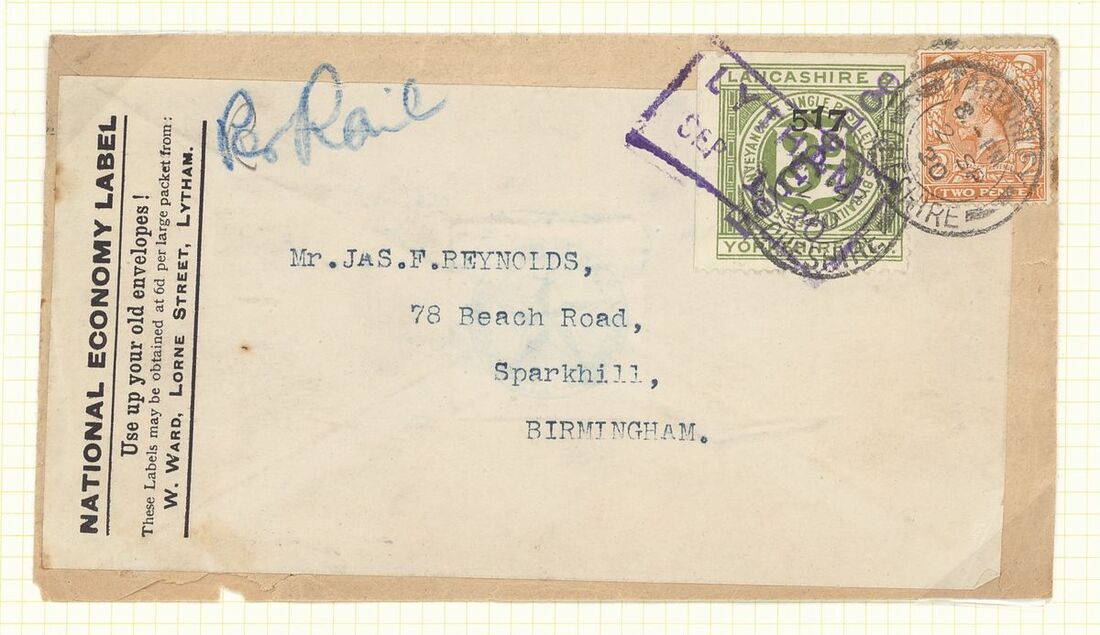 NATIONAL ECONOMY LABEL
Use up your old envelopes!
These Labels may be obtained at 6d per large packet from:
W. WARD, LORNE STREET, LYTHAM.
Per Rail
LANCASHIRE &
517
YORKSHIRE
LYTHAM
SEP
TWO PENCE
Mr.JAS.F.REYNOLDS,
78 Beach Road,
Sparkhill,
BIRMINGHAM.